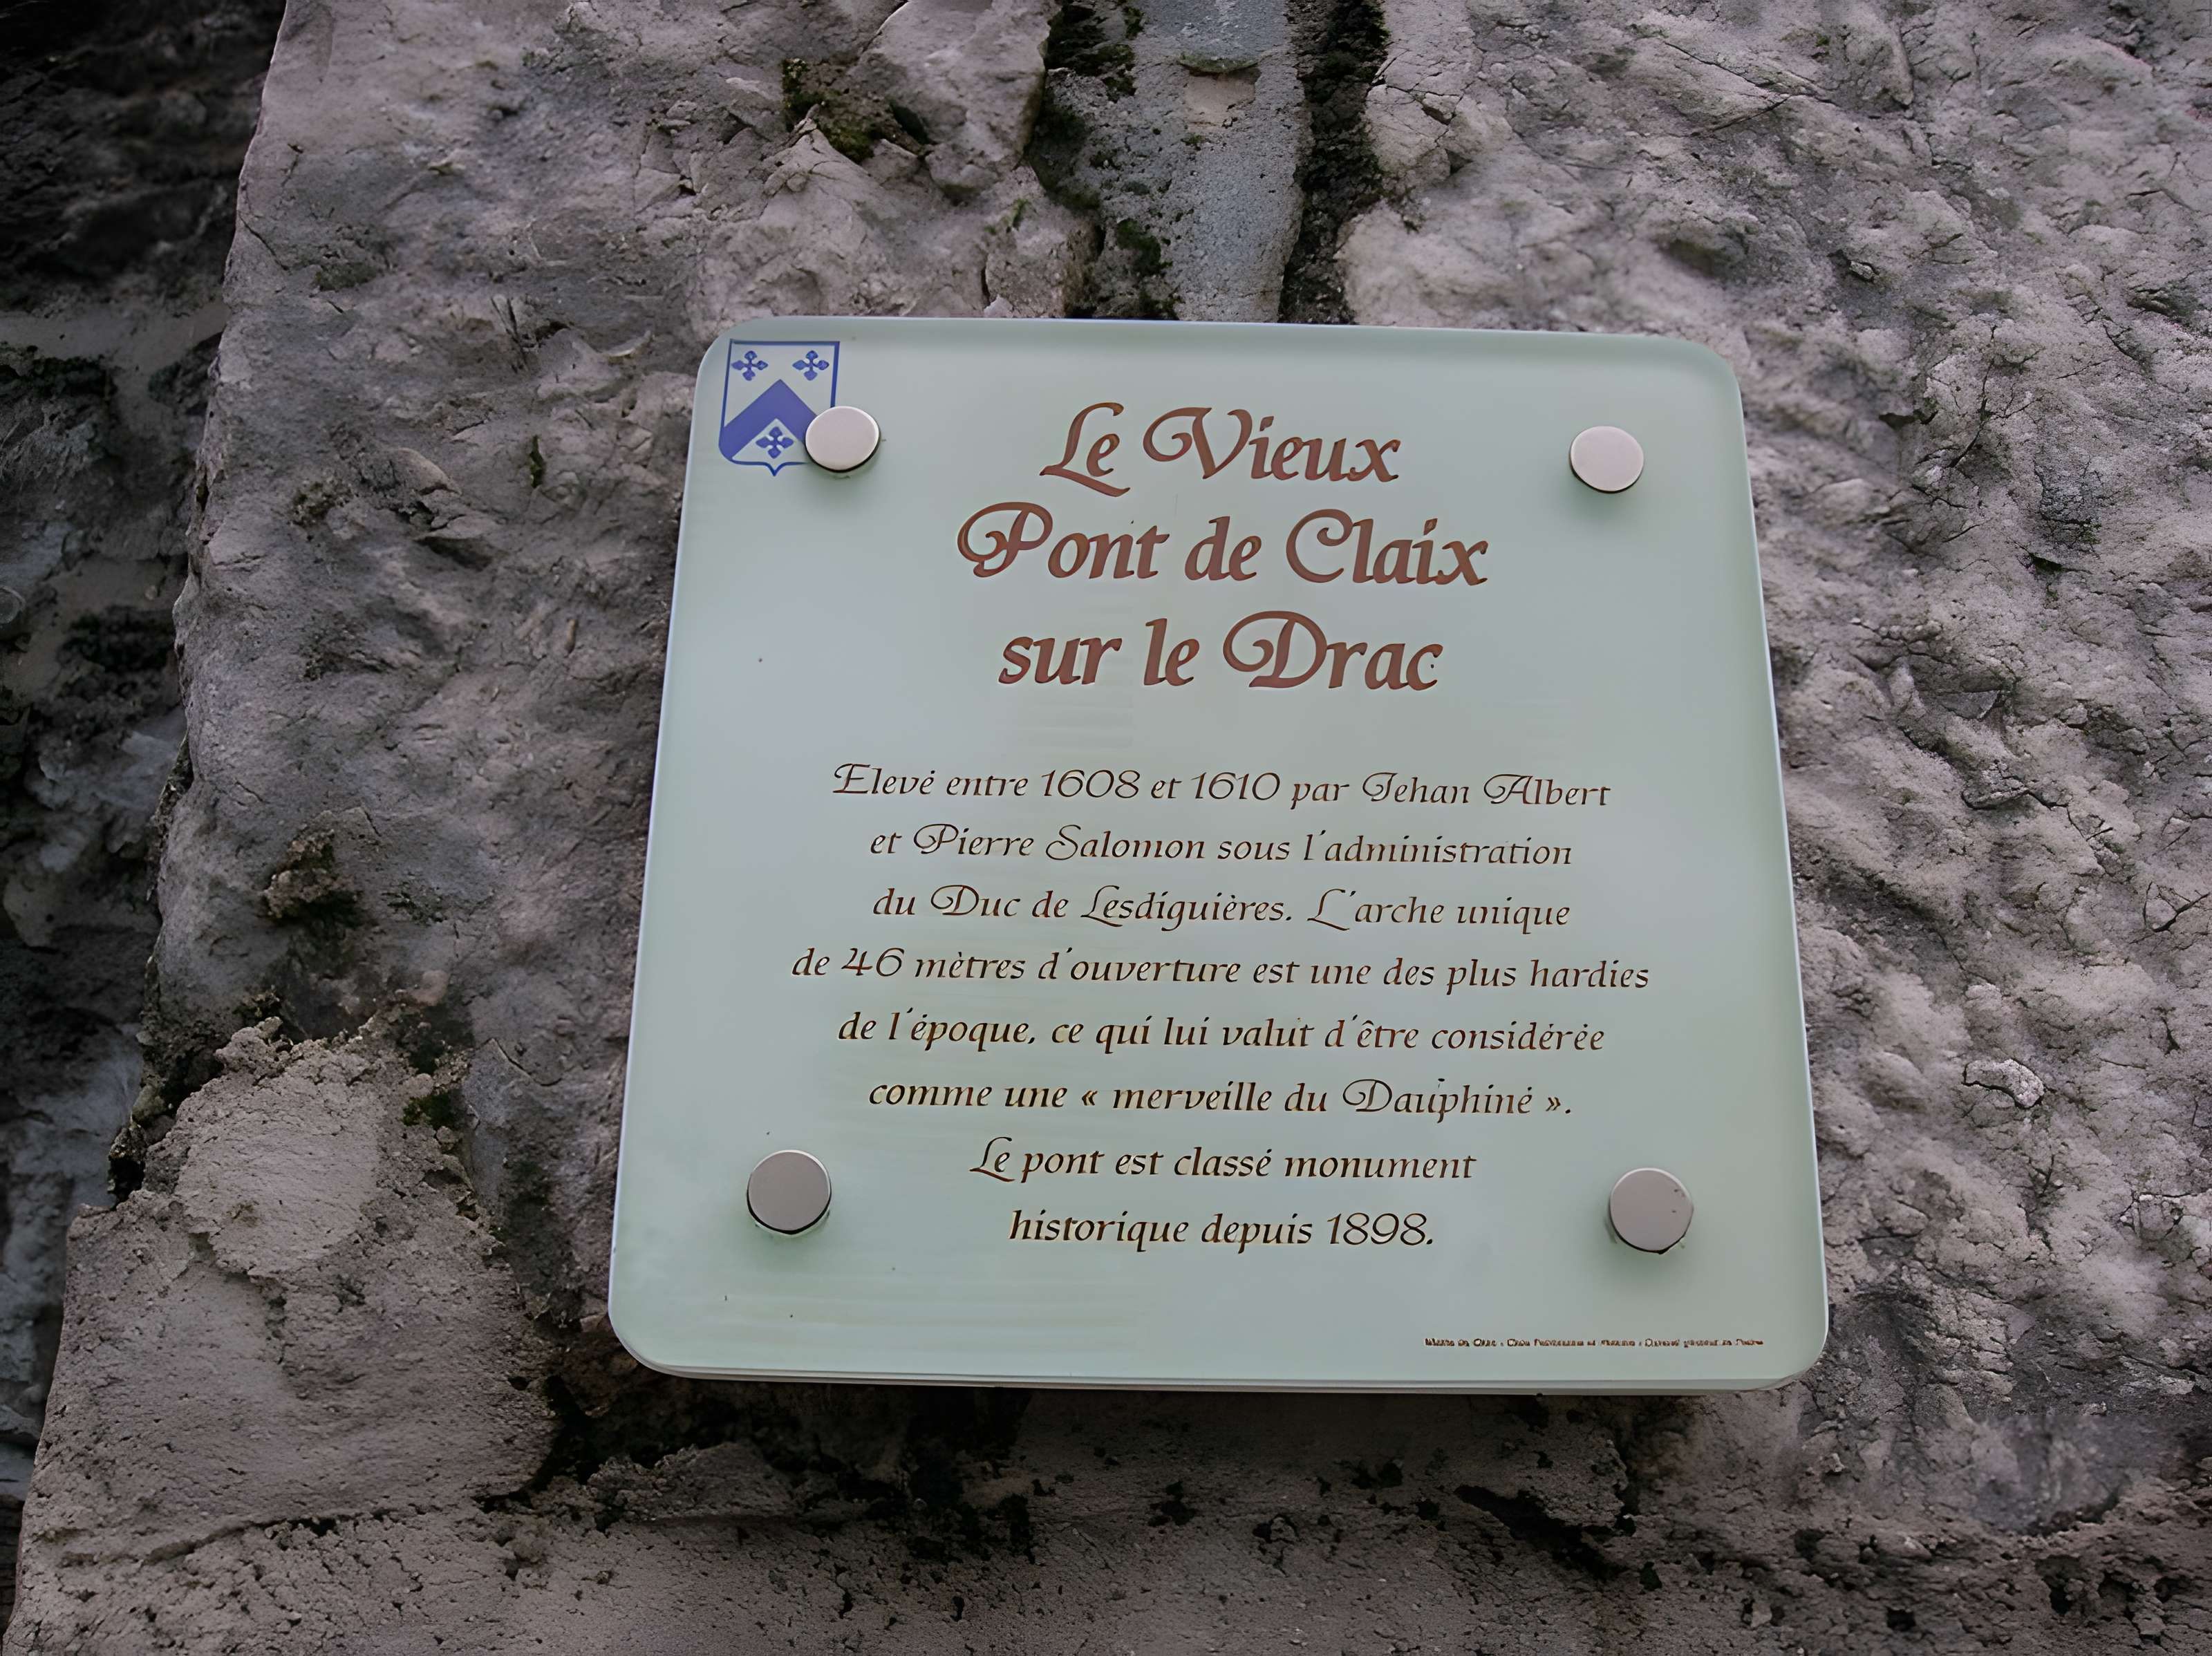 Le Vieux
Pont de Claix
sur le Drac
Elevé entre 1608 et 1610 par Jehan Albert
et Pierre Salomon sous l'administration
du Duc de Lesdiguières. L'arche unique
de 46 mètres d'ouverture est une des plus hardies
de l'époque, ce qui lui valut d'être considérée
comme une « merveille du Dauphiné ».
Le pont est classé monument
historique depuis 1898.